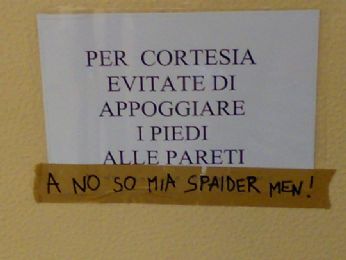 PER CORTESIA
EVITATE DI
APPOGGIARE
I PIEDI
ALLE PARETI
A NO SO MIA SPAIDER MEN!